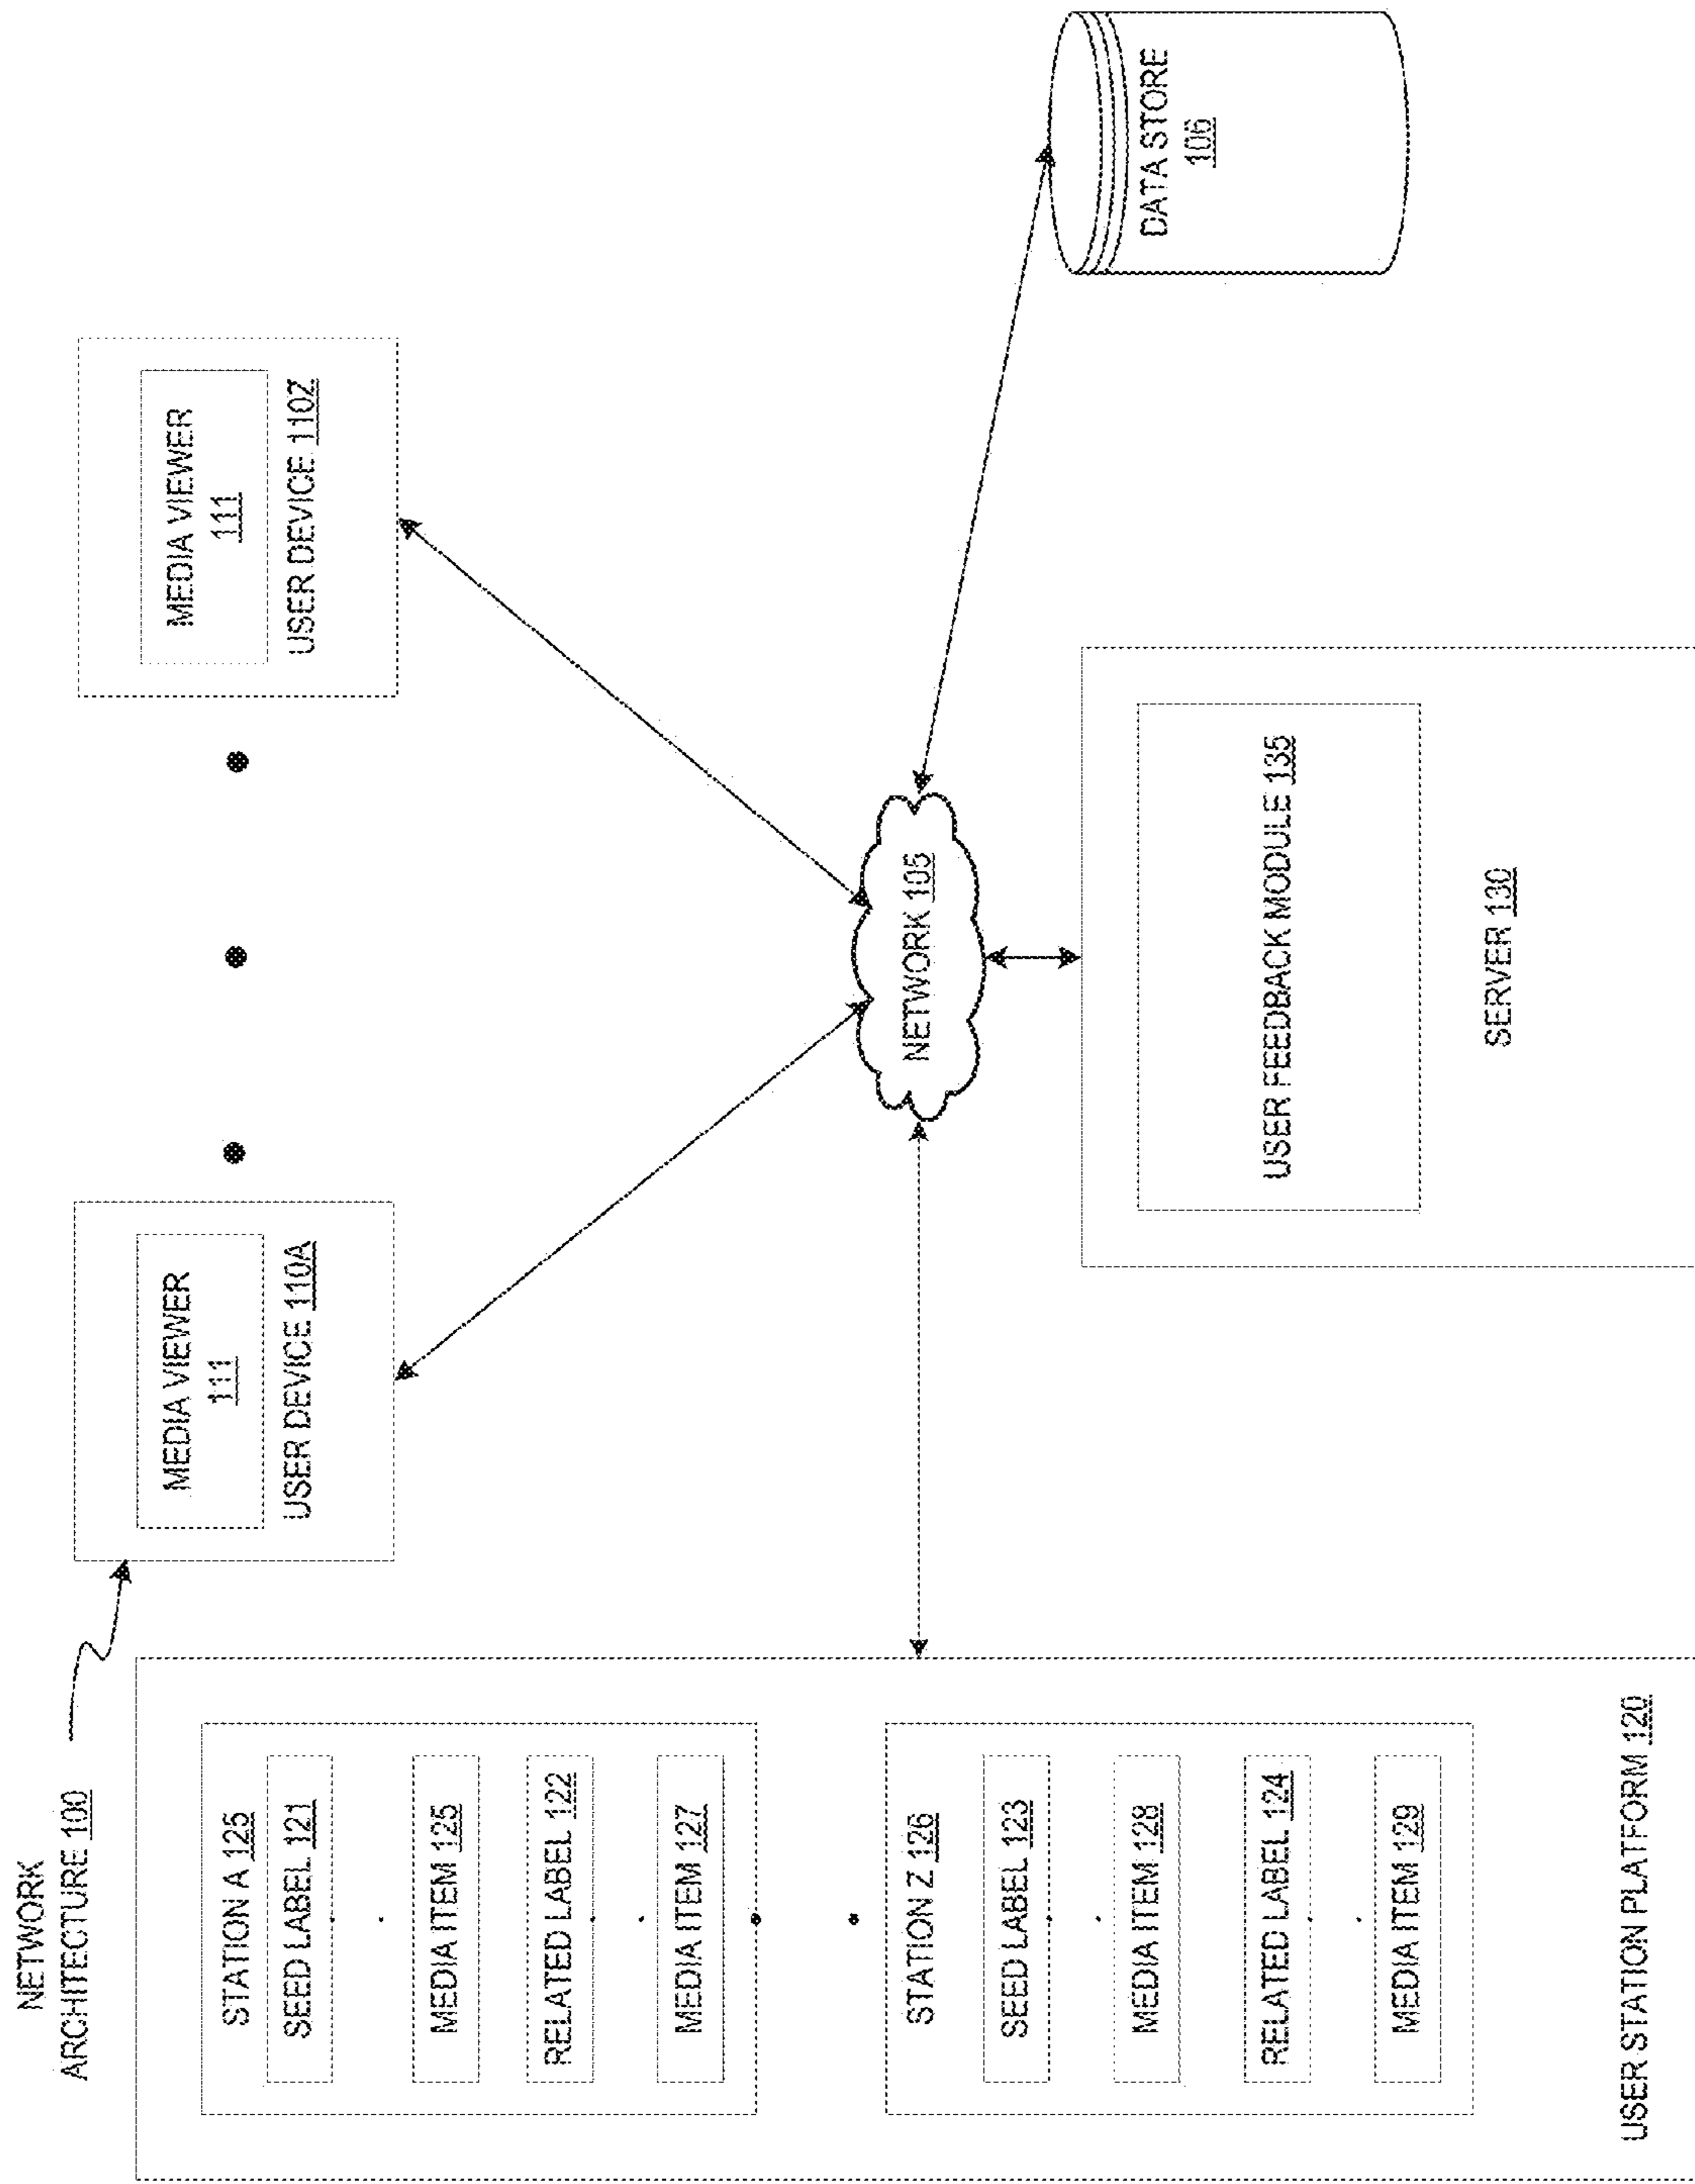 NETWORK
ARCHITECTURE 100
MEDIA VIEWER
111
USER DEVICE 110A
MEDIA VIEWER
111
USER DEVICE 110Z
STATION A 125
SEED LABEL 121
MEDIA ITEM 125
RELATED LABEL 122
MEDIA ITEM 127
STATION Z 126
SEED LABEL 123
MEDIA ITEM 128
RELATED LABEL 124
MEDIA ITEM 129
USER STATION PLATFORM 120
NETWORK 105
USER FEEDBACK MODULE 135
SERVER 130
DATA STORE
106